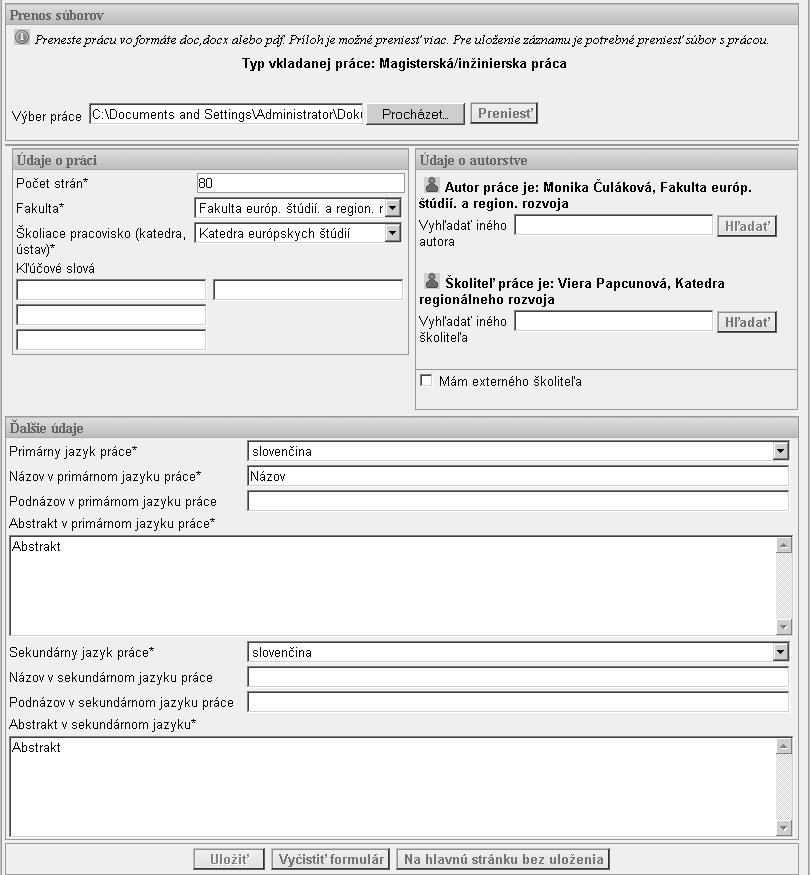 Prenos súborov
Preneste prácu vo formáte doc,docx alebo pdf. Príloh je možné preniesť viac. Pre uloženie záznamu je potrebné preniesť súbor s prácou.
Typ vkladanej práce: Magisterská/inžinierska práca
Výber práce C:\Documents and Settings\Administrator\Doku Procházet... Preniesť
Údaje o práci
Počet strán* 80
Fakulta* Fakulta európ. štúdií. a region. r
Školiace pracovisko (katedra, ústav)* Katedra európskych štúdií
Kľúčové slová
Údaje o autorstve
Autor práce je: Monika Čuláková, Fakulta európ.
štúdií. a region. rozvoja
Vyhľadať iného Hľadať
autora
Školiteľ práce je: Viera Papcunová, Katedra
regionálneho rozvoja
Vyhľadať iného Hľadať
školiteľa
Mám externého školiteľa
Ďalšie údaje
Primárny jazyk práce* slovenčina
Názov v primárnom jazyku práce* Názov
Podnázov v primárnom jazyku práce
Abstrakt v primárnom jazyku práce*
Abstrakt
Sekundárny jazyk práce* slovenčina
Názov v sekundárnom jazyku práce
Podnázov v sekundárnom jazyku práce
Abstrakt v sekundárnom jazyku*
Abstrakt
Uložiť Vyčistiť formulár Na hlavnú stránku bez uloženia